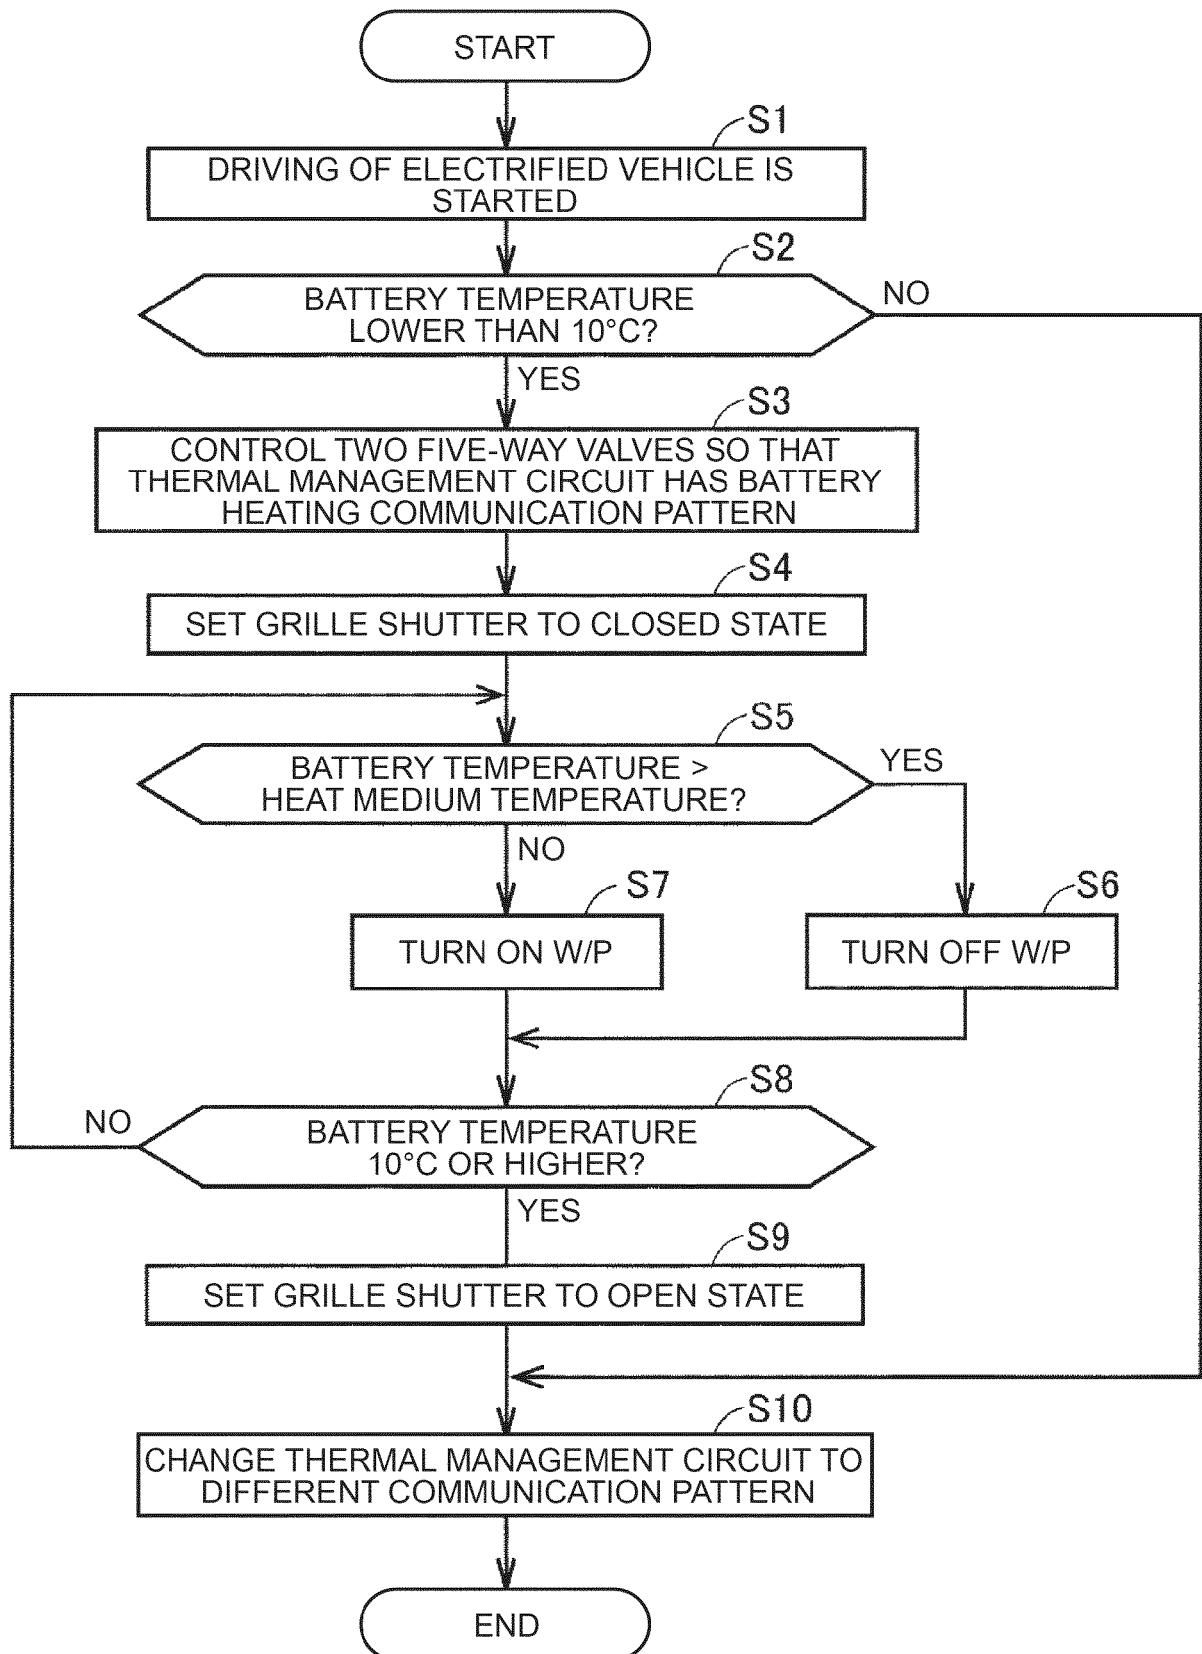 START
S1
DRIVING OF ELECTRIFIED VEHICLE IS
STARTED
S2
BATTERY TEMPERATURE
LOWER THAN 10°C?
NO
YES
S3
CONTROL TWO FIVE-WAY VALVES SO THAT
THERMAL MANAGEMENT CIRCUIT HAS BATTERY
HEATING COMMUNICATION PATTERN
S4
SET GRILLE SHUTTER TO CLOSED STATE
S5
BATTERY TEMPERATURE >
HEAT MEDIUM TEMPERATURE?
YES
NO
S7
TURN ON W/P
S6
TURN OFF W/P
S8
BATTERY TEMPERATURE
10°C OR HIGHER?
NO
YES
S9
SET GRILLE SHUTTER TO OPEN STATE
S10
CHANGE THERMAL MANAGEMENT CIRCUIT TO
DIFFERENT COMMUNICATION PATTERN
END